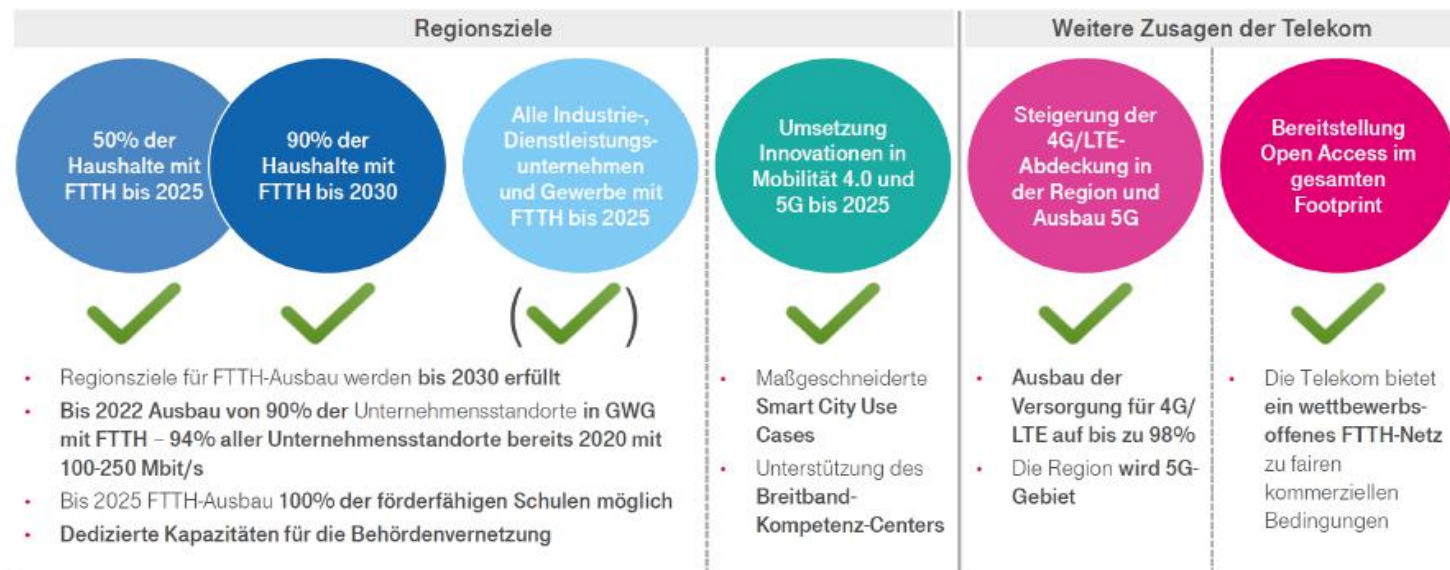 Regionsziele
Weitere Zusagen der Telekom
50% der
Haushalte mit
FTTH bis 2025
90% der
Haushalte mit
FTTH bis 2030
Alle Industrie-,
Dienstleistungs-
unternehmen
und Gewerbe mit
FTTH bis 2025
Umsetzung
Innovationen in
Mobilität 4.0 und
5G bis 2025
Steigerung der
4G/LTE-
Abdeckung in
der Region und
Ausbau 5G
Bereitstellung
Open Access im
gesamten
Footprint
( )
• Regionsziele für FTTH-Ausbau werden bis 2030 erfüllt
• Bis 2022 Ausbau von 90% der Unternehmensstandorte in GWG
mit FTTH – 94% aller Unternehmensstandorte bereits 2020 mit
100-250 Mbit/s
• Bis 2025 FTTH-Ausbau 100% der förderfähigen Schulen möglich
• Dedizierte Kapazitäten für die Behördenvernetzung
• Maßgeschneiderte
Smart City Use
Cases
• Unterstützung des
Breitband-
Kompetenz-Centers
• Ausbau der
Versorgung für 4G/
LTE auf bis zu 98%
• Die Region wird 5G-
Gebiet
• Die Telekom bietet
ein wettbewerbs-
offenes FTTH-Netz
zu fairen
kommerziellen
Bedingungen